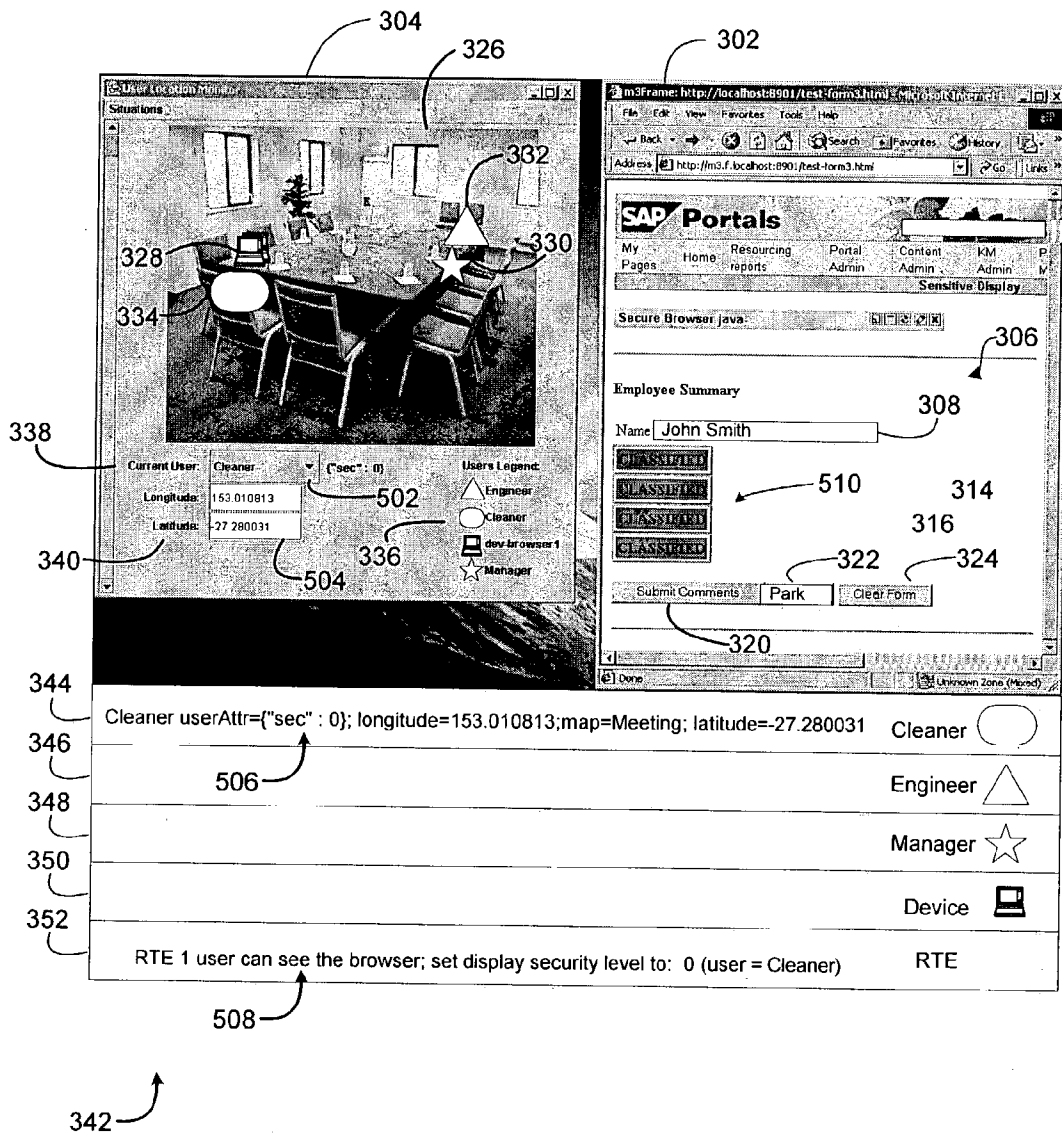 304
326
302
User Location Monitor
Situations
332
328
330
334
338
Current User: Cleaner {"sec" : 0}
Longitude: 153.010813
Latitude: -27.280031
502
340
504
336
Users Legend:
Engineer
Cleaner
dev-browser1
Manager
m3Frame: http://localhost:8901/test-form3.html - Microsoft Internet
File Edit View Favorites Tools Help
Back Search Favorites History
Address http://m3.f.localhost:8901/test-form3.html Go Links
SAP Portals
My Pages Home Resourcing reports Portal Admin Content Admin KM Admin P M
Sensitive Display
Secure Browser java
306
Employee Summary
308
Name John Smith
CLASSIFIED
CLASSIFIED
CLASSIFIED
CLASSIFIED
510
314
316
322
324
Submit Comments Park Clear Form
320
Done Unknown Zone (Mixed)
344
Cleaner userAttr={"sec" : 0}; longitude=153.010813;map=Meeting; latitude=-27.280031 Cleaner
346
506
Engineer
348
Manager
350
Device
352
RTE 1 user can see the browser; set display security level to: 0 (user = Cleaner) RTE
508
342